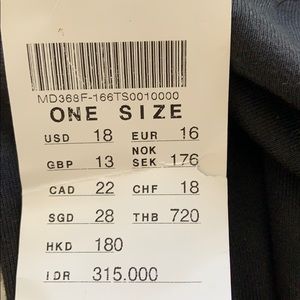 MD368F-166TS0010000
ONE SIZE
USD 18 EUR 16
GBP 13 NOK SEK 176
CAD 22 CHF 18
SGD 28 THB 720
HKD 180
IDR 315.000